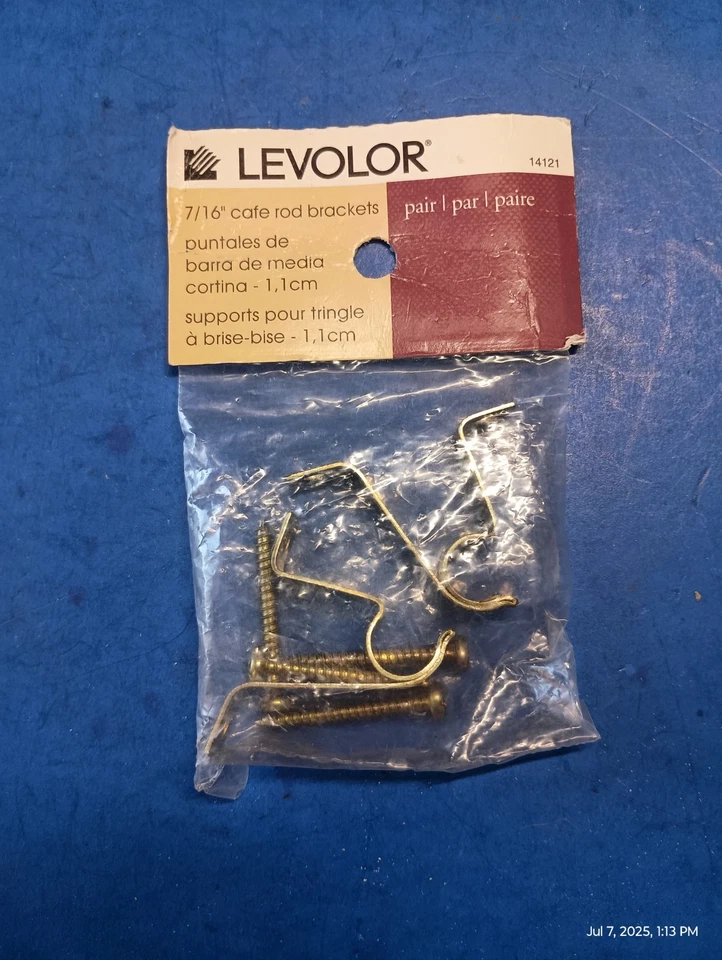 LEVOLOR®
14121
7/16" cafe rod brackets
puntales de
barra de media
cortina - 1,1cm
supports pour tringle
à brise-bise - 1,1cm
pair | par | paire
Jul 7, 2025, 1:13 PM